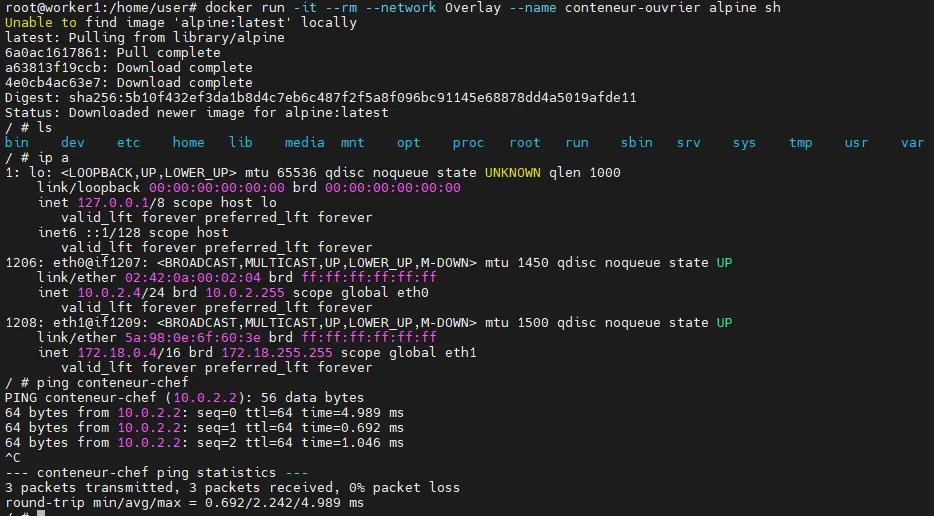 root@worker1:/home/user# docker run -it --rm --network Overlay --name conteneur-ouvrier alpine sh
Unable to find image 'alpine:latest' locally
latest: Pulling from library/alpine
6a0ac1617861: Pull complete
a63813f19ccb: Download complete
4e0cb4ac63e7: Download complete
Digest: sha256:5b10f432ef3da1b8d4c7eb6c487f2f5a8f096bc91145e68878dd4a5019afde11
Status: Downloaded newer image for alpine:latest
/ # ls
bin    dev    etc    home   lib    media  mnt    opt    proc   root   run    sbin   srv    sys    tmp    usr    var
/ # ip a
1: lo: <LOOPBACK,UP,LOWER_UP> mtu 65536 qdisc noqueue state UNKNOWN qlen 1000
    link/loopback 00:00:00:00:00:00 brd 00:00:00:00:00:00
    inet 127.0.0.1/8 scope host lo
       valid_lft forever preferred_lft forever
    inet6 ::1/128 scope host
       valid_lft forever preferred_lft forever
1206: eth0@if1207: <BROADCAST,MULTICAST,UP,LOWER_UP,M-DOWN> mtu 1450 qdisc noqueue state UP
    link/ether 02:42:0a:00:02:04 brd ff:ff:ff:ff:ff:ff
    inet 10.0.2.4/24 brd 10.0.2.255 scope global eth0
       valid_lft forever preferred_lft forever
1208: eth1@if1209: <BROADCAST,MULTICAST,UP,LOWER_UP,M-DOWN> mtu 1500 qdisc noqueue state UP
    link/ether 5a:98:0e:6f:60:3e brd ff:ff:ff:ff:ff:ff
    inet 172.18.0.4/16 brd 172.18.255.255 scope global eth1
       valid_lft forever preferred_lft forever
/ # ping conteneur-chef
PING conteneur-chef (10.0.2.2): 56 data bytes
64 bytes from 10.0.2.2: seq=0 ttl=64 time=4.989 ms
64 bytes from 10.0.2.2: seq=1 ttl=64 time=0.692 ms
64 bytes from 10.0.2.2: seq=2 ttl=64 time=1.046 ms
^C
--- conteneur-chef ping statistics ---
3 packets transmitted, 3 packets received, 0% packet loss
round-trip min/avg/max = 0.692/2.242/4.989 ms
/ #